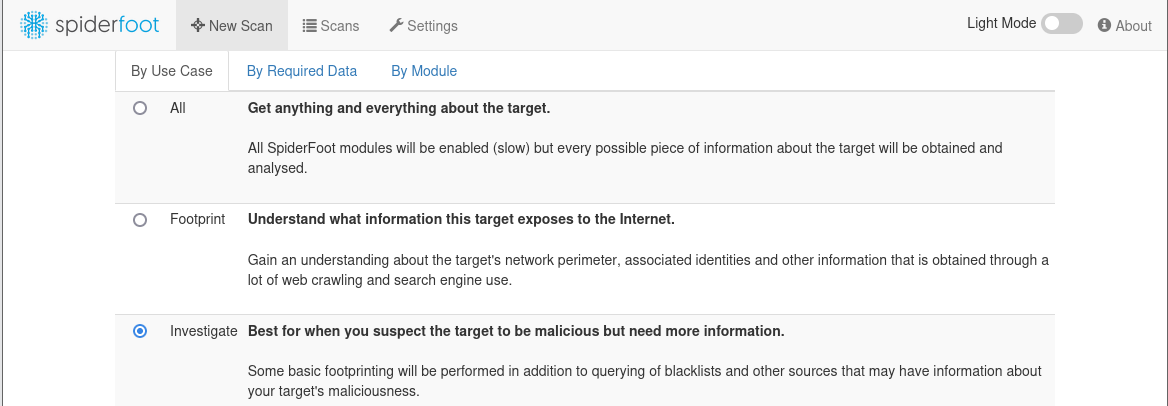 spiderfoot New Scan Scans Settings Light Mode About
By Use Case By Required Data By Module
All Get anything and everything about the target.
All SpiderFoot modules will be enabled (slow) but every possible piece of information about the target will be obtained and
analysed.
Footprint Understand what information this target exposes to the Internet.
Gain an understanding about the target's network perimeter, associated identities and other information that is obtained through a
lot of web crawling and search engine use.
Investigate Best for when you suspect the target to be malicious but need more information.
Some basic footprinting will be performed in addition to querying of blacklists and other sources that may have information about
your target's maliciousness.